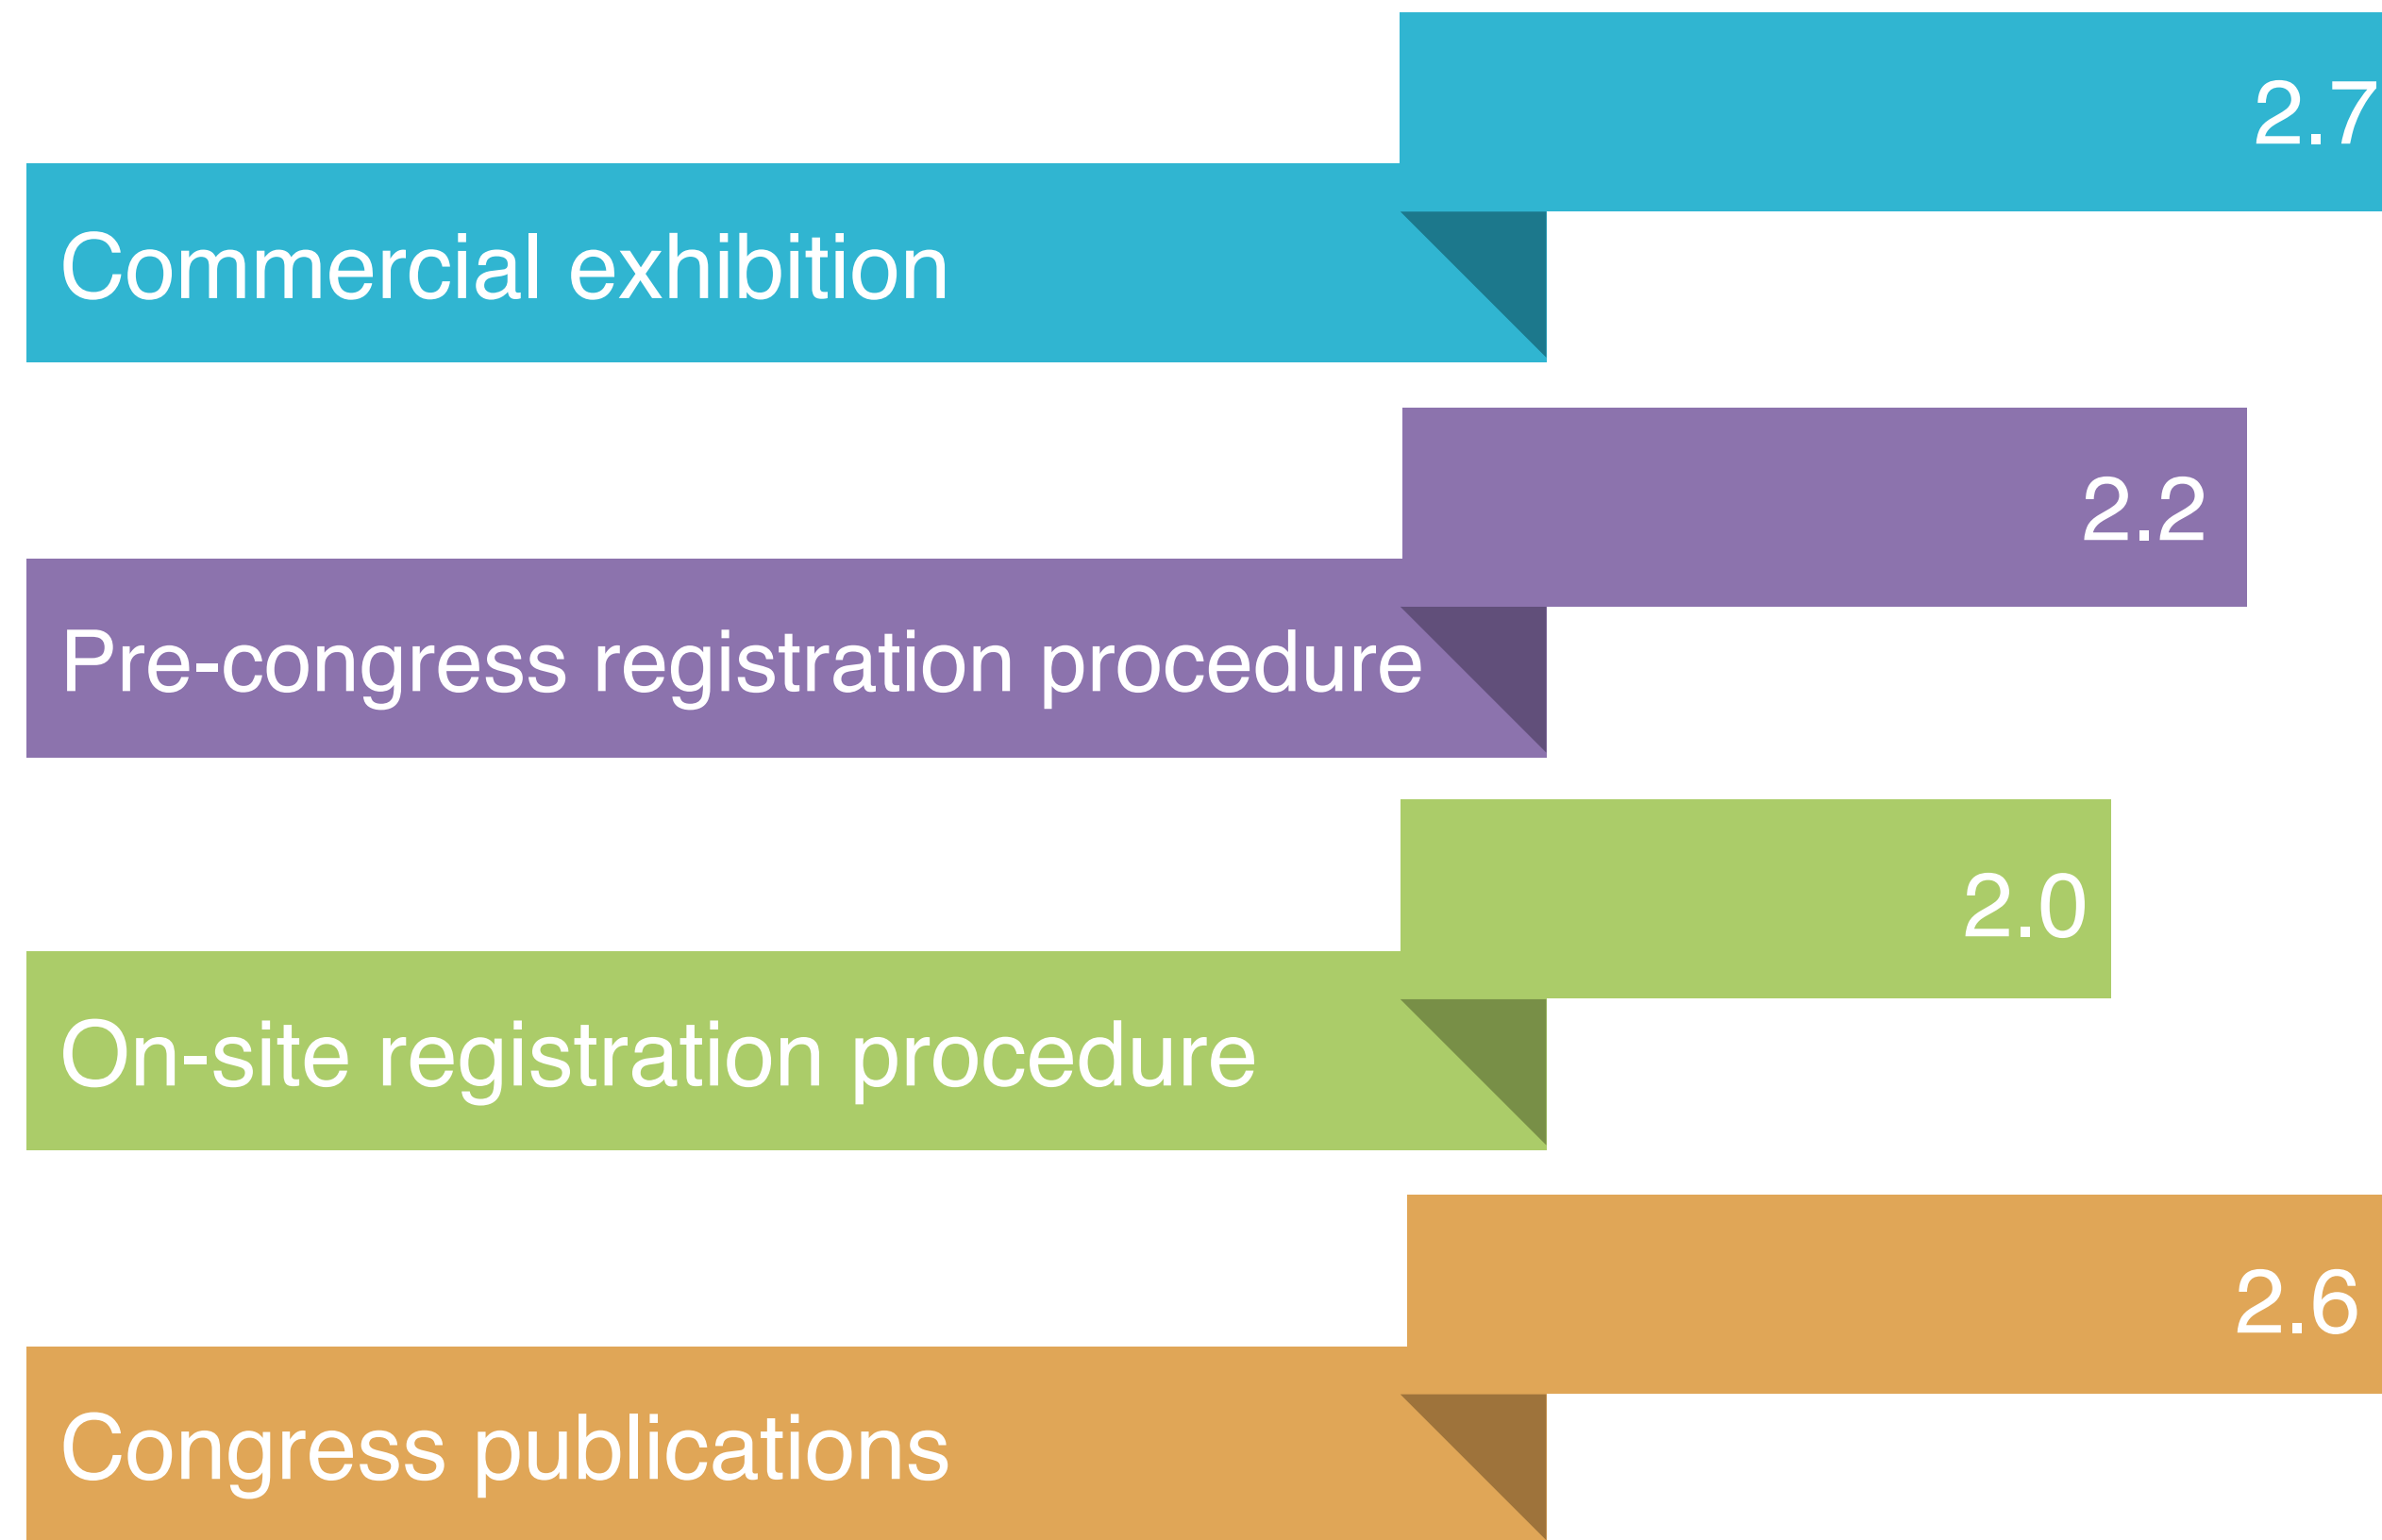 2.7
Commercial exhibition
2.2
Pre-congress registration procedure
2.0
On-site registration procedure
2.6
Congress publications